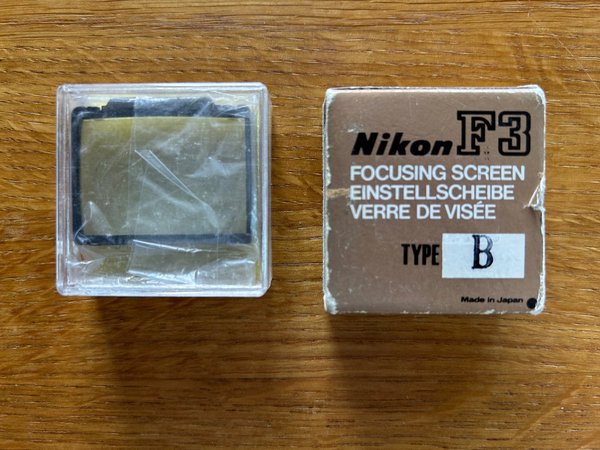 Nikon F3
FOCUSING SCREEN
EINSTELLSCHEIBE
VERRE DE VISÉE
TYPE B
Made in Japan